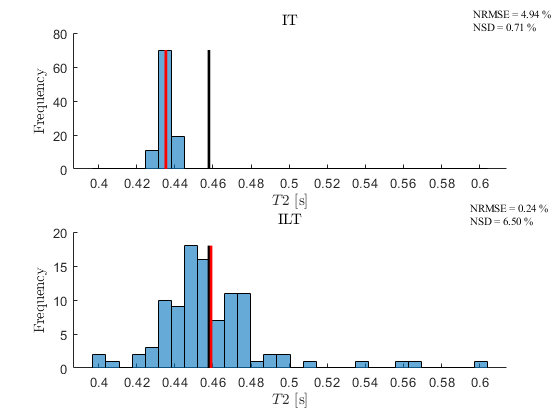 IT
NRMSE = 4.94 %
NSD = 0.71 %
80
60
40
20
0
Frequency
0.4 0.42 0.44 0.46 0.48 0.5 0.52 0.54 0.56 0.58 0.6
T2 [s]
ILT
NRMSE = 0.24 %
NSD = 6.50 %
20
15
10
5
0
Frequency
0.4 0.42 0.44 0.46 0.48 0.5 0.52 0.54 0.56 0.58 0.6
T2 [s]